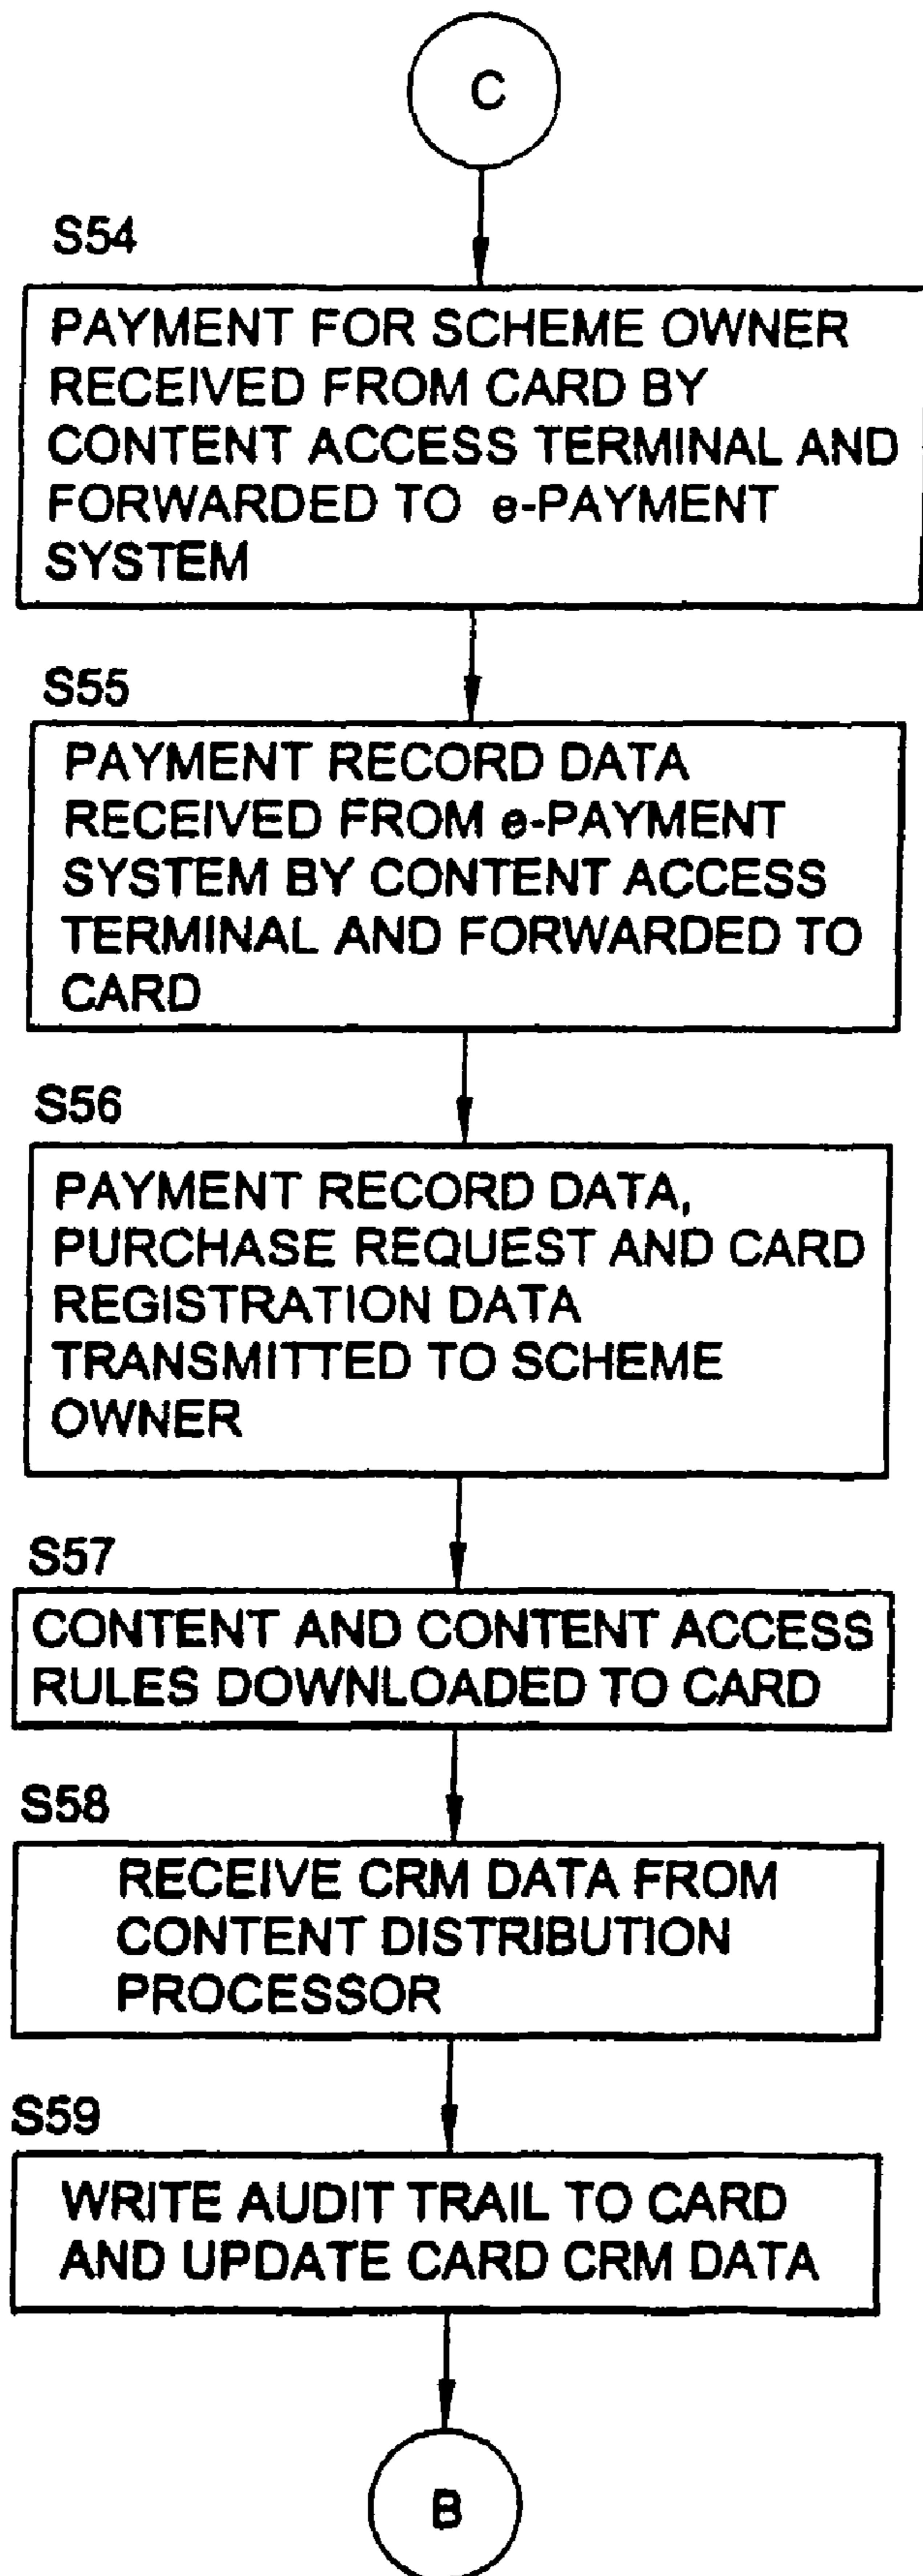 C
S54
PAYMENT FOR SCHEME OWNER
RECEIVED FROM CARD BY
CONTENT ACCESS TERMINAL AND
FORWARDED TO e-PAYMENT
SYSTEM
S55
PAYMENT RECORD DATA
RECEIVED FROM e-PAYMENT
SYSTEM BY CONTENT ACCESS
TERMINAL AND FORWARDED TO
CARD
S56
PAYMENT RECORD DATA,
PURCHASE REQUEST AND CARD
REGISTRATION DATA
TRANSMITTED TO SCHEME
OWNER
S57
CONTENT AND CONTENT ACCESS
RULES DOWNLOADED TO CARD
S58
RECEIVE CRM DATA FROM
CONTENT DISTRIBUTION
PROCESSOR
S59
WRITE AUDIT TRAIL TO CARD
AND UPDATE CARD CRM DATA
B